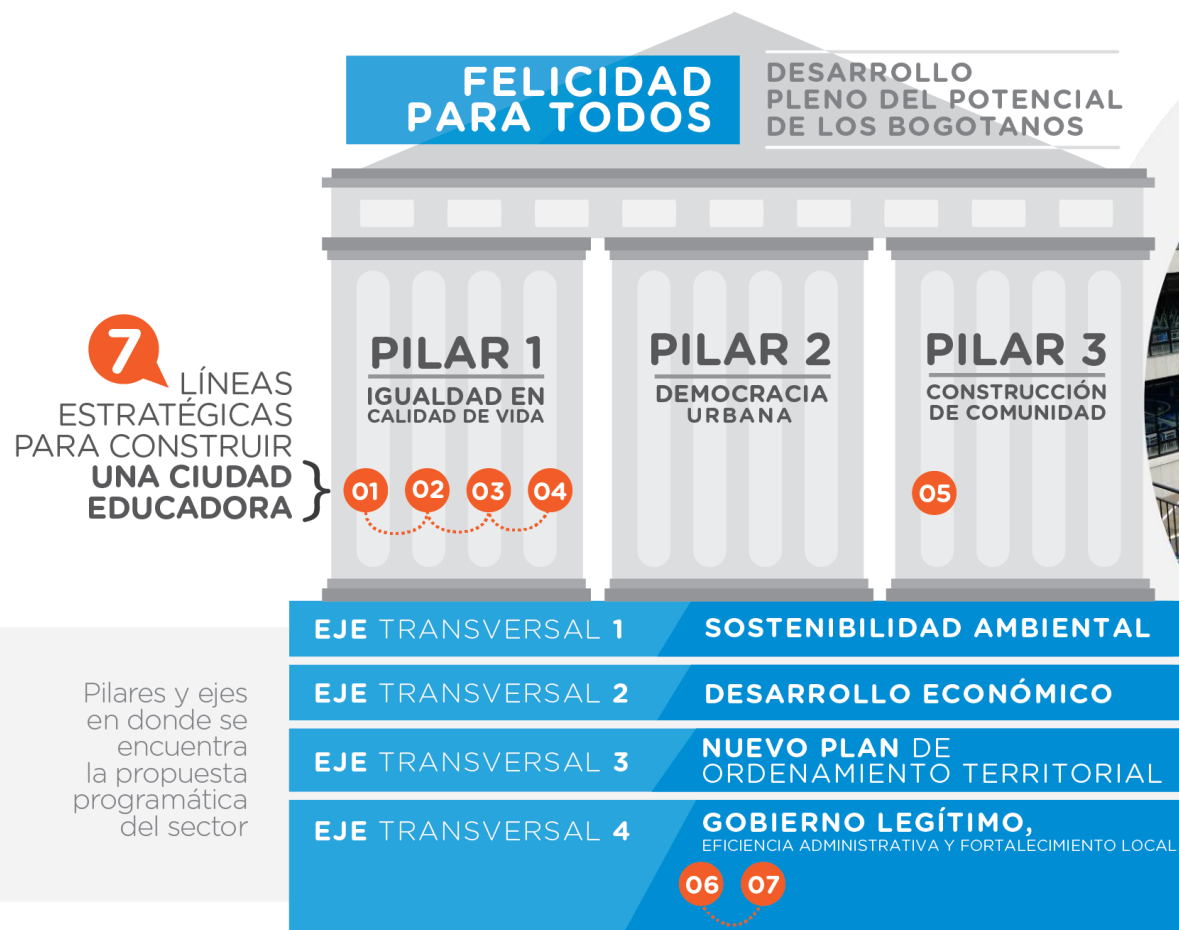 FELICIDAD
PARA TODOS
DESARROLLO
PLENO DEL POTENCIAL
DE LOS BOGOTANOS
7
LÍNEAS
ESTRATÉGICAS
PARA CONSTRUIR
UNA CIUDAD
EDUCADORA
PILAR 1
IGUALDAD EN
CALIDAD DE VIDA
01 02 03 04
PILAR 2
DEMOCRACIA
URBANA
PILAR 3
CONSTRUCCIÓN
DE COMUNIDAD
05
Pilares y ejes
en donde se
encuentra
la propuesta
programática
del sector
EJE TRANSVERSAL 1
SOSTENIBILIDAD AMBIENTAL
EJE TRANSVERSAL 2
DESARROLLO ECONÓMICO
EJE TRANSVERSAL 3
NUEVO PLAN DE
ORDENAMIENTO TERRITORIAL
EJE TRANSVERSAL 4
GOBIERNO LEGÍTIMO,
EFICIENCIA ADMINISTRATIVA Y FORTALECIMIENTO LOCAL
06 07